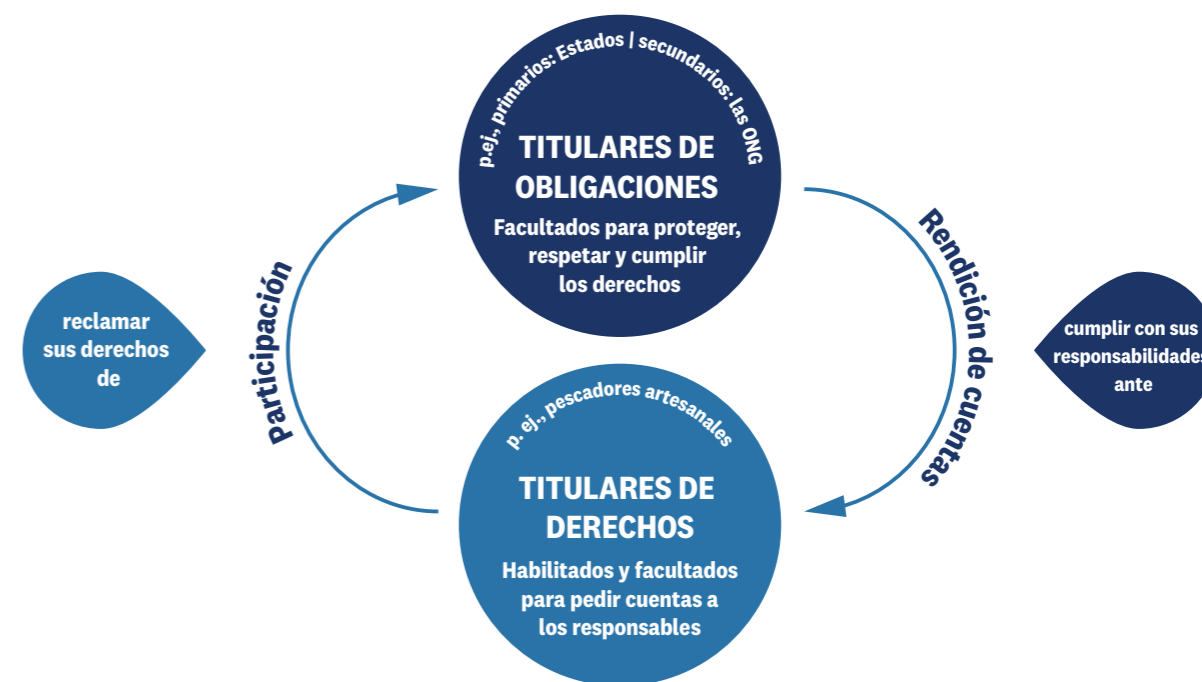 p.ej., primarios: Estados | secundarios: las ONG
TITULARES DE
OBLIGACIONES
Facultados para proteger,
respetar y cumplir
los derechos
reclamar
sus derechos
de
Participación
Rendición de cuentas
cumplir con sus
responsabilidades
ante
p. ej., pescadores artesanales
TITULARES DE
DERECHOS
Habilitados y facultados
para pedir cuentas a
los responsables